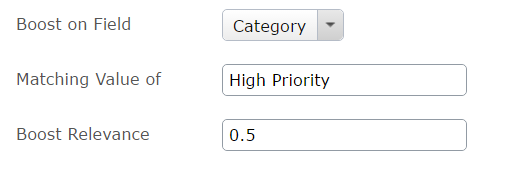 Boost on Field Category
Matching Value of High Priority
Boost Relevance 0.5